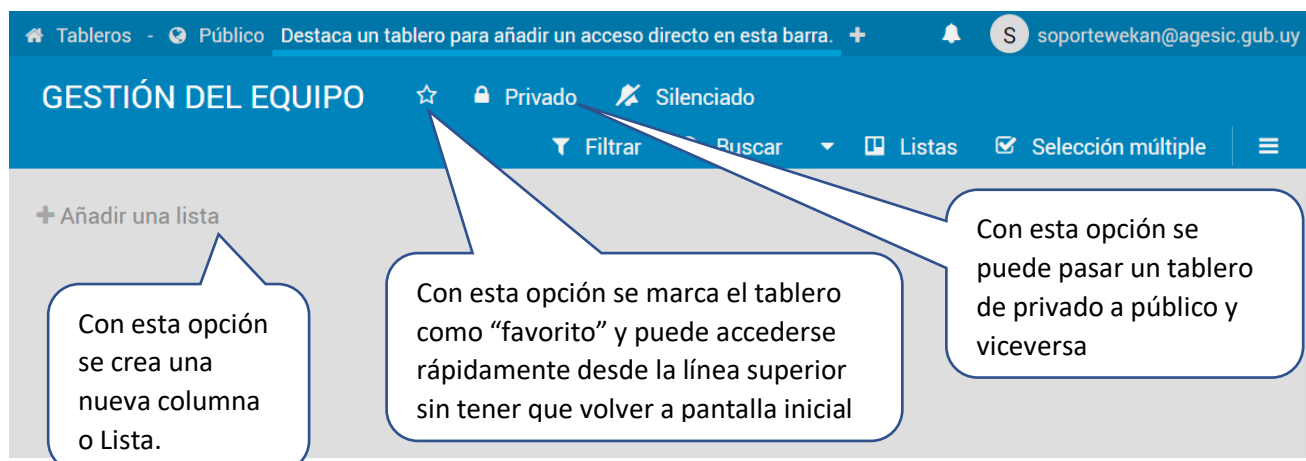 Tableros - Público Destaca un tablero para añadir un acceso directo en esta barra. +
S soportewekan@agesic.gub.uy
GESTIÓN DEL EQUIPO
Privado
Silenciado
Filtrar
Buscar
Listas
Selección múltiple
+ Añadir una lista
Con esta opción
se crea una
nueva columna
o Lista.
Con esta opción se marca el tablero
como “favorito” y puede accederse
rápidamente desde la línea superior
sin tener que volver a pantalla inicial
Con esta opción se
puede pasar un tablero
de privado a público y
viceversa